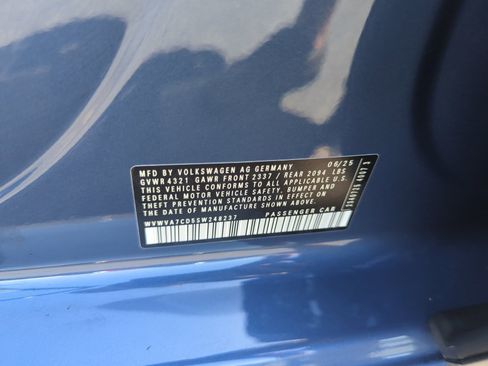 MFD BY VOLKSWAGEN AG GERMANY 06/25
GVWR 4321 GAWR FRONT 2337 / REAR 2094 LBS
THIS VEHICLE CONFORMS TO ALL APPLICABLE U.S.
FEDERAL MOTOR VEHICLE SAFETY, BUMPER AND
THEFT PREVENTION STANDARDS IN EFFECT
ON THE DATE OF MANUFACTURE SHOWN ABOVE.
WVWVA7CD5SW248237 PASSENGER CAR